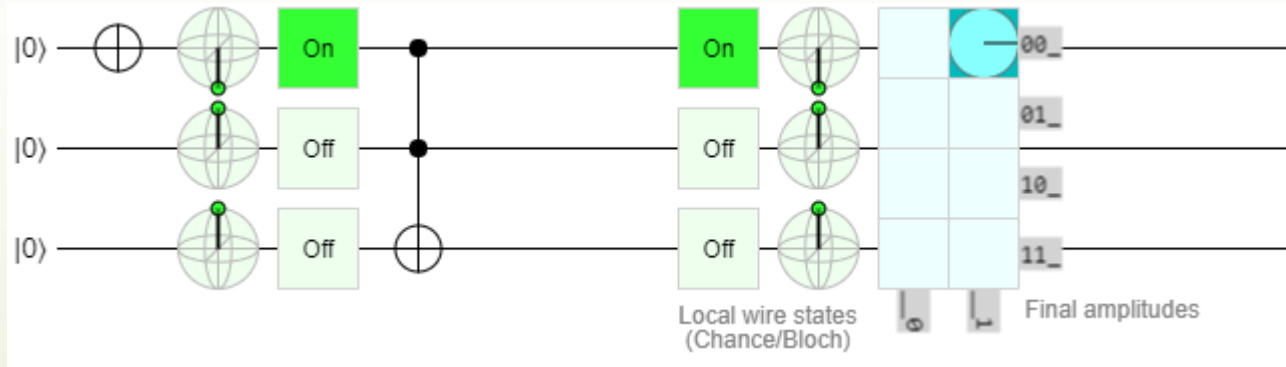 |0⟩ On On 00_
01_
|0⟩ Off Off
10_
|0⟩ Off Off 11_
Local wire states
(Chance/Bloch)
_0 _1
Final amplitudes